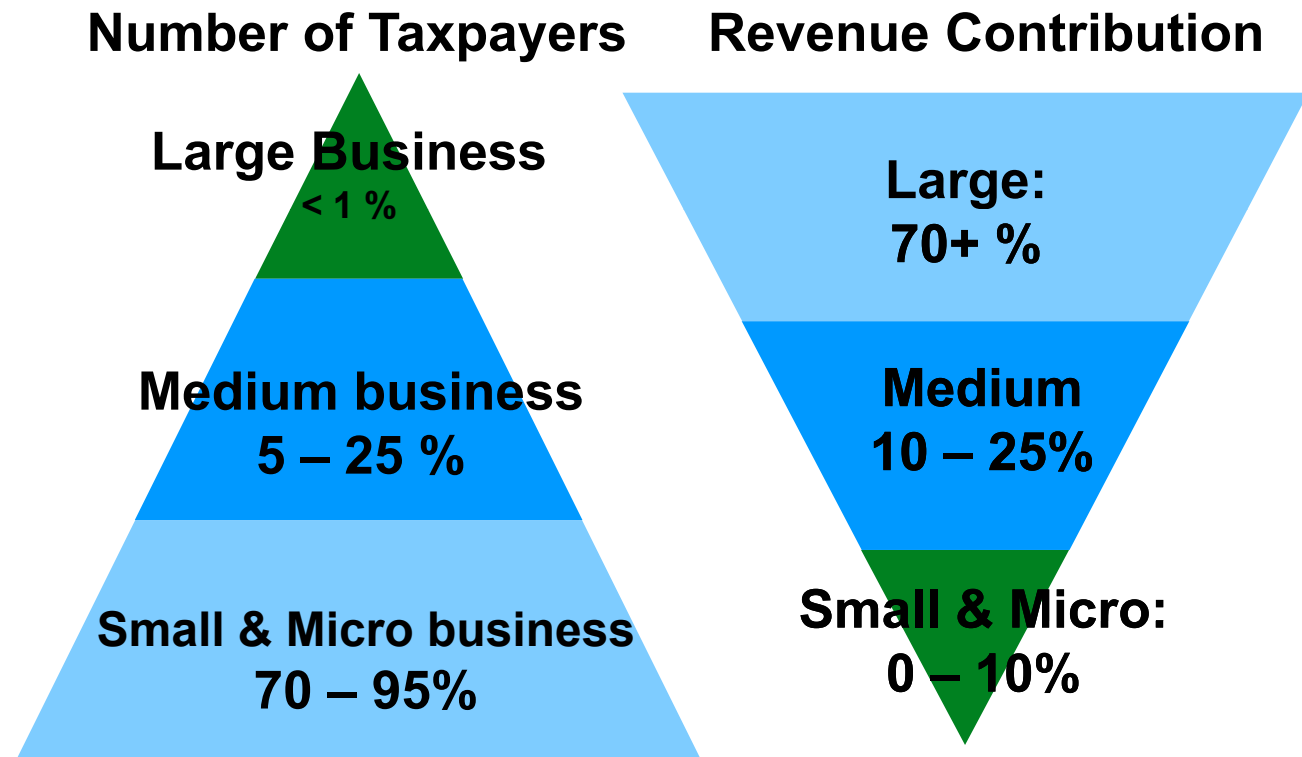 Number of Taxpayers
Large Business
< 1 %
Medium business
5 – 25 %
Small & Micro business
70 – 95%
Revenue Contribution
Large:
70+ %
Medium
10 – 25%
Small & Micro:
0 – 10%